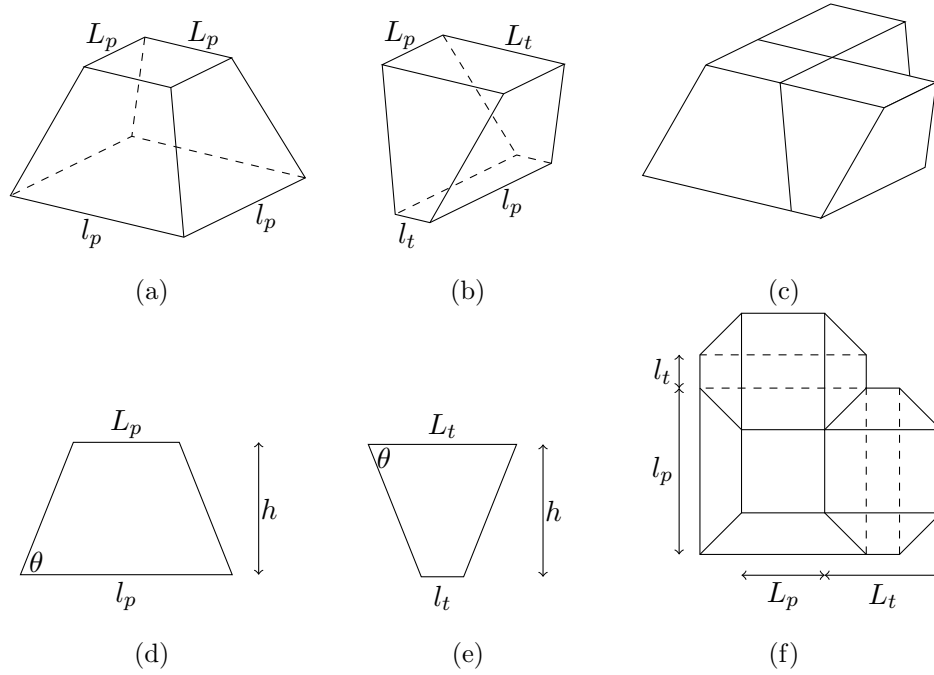 L_p L_p
l_p l_p
(a)
L_p L_t
l_t l_p
(b)
(c)
L_p
θ
h
l_p
(d)
L_t
θ
h
l_t
(e)
l_t
l_p
L_p L_t
(f)